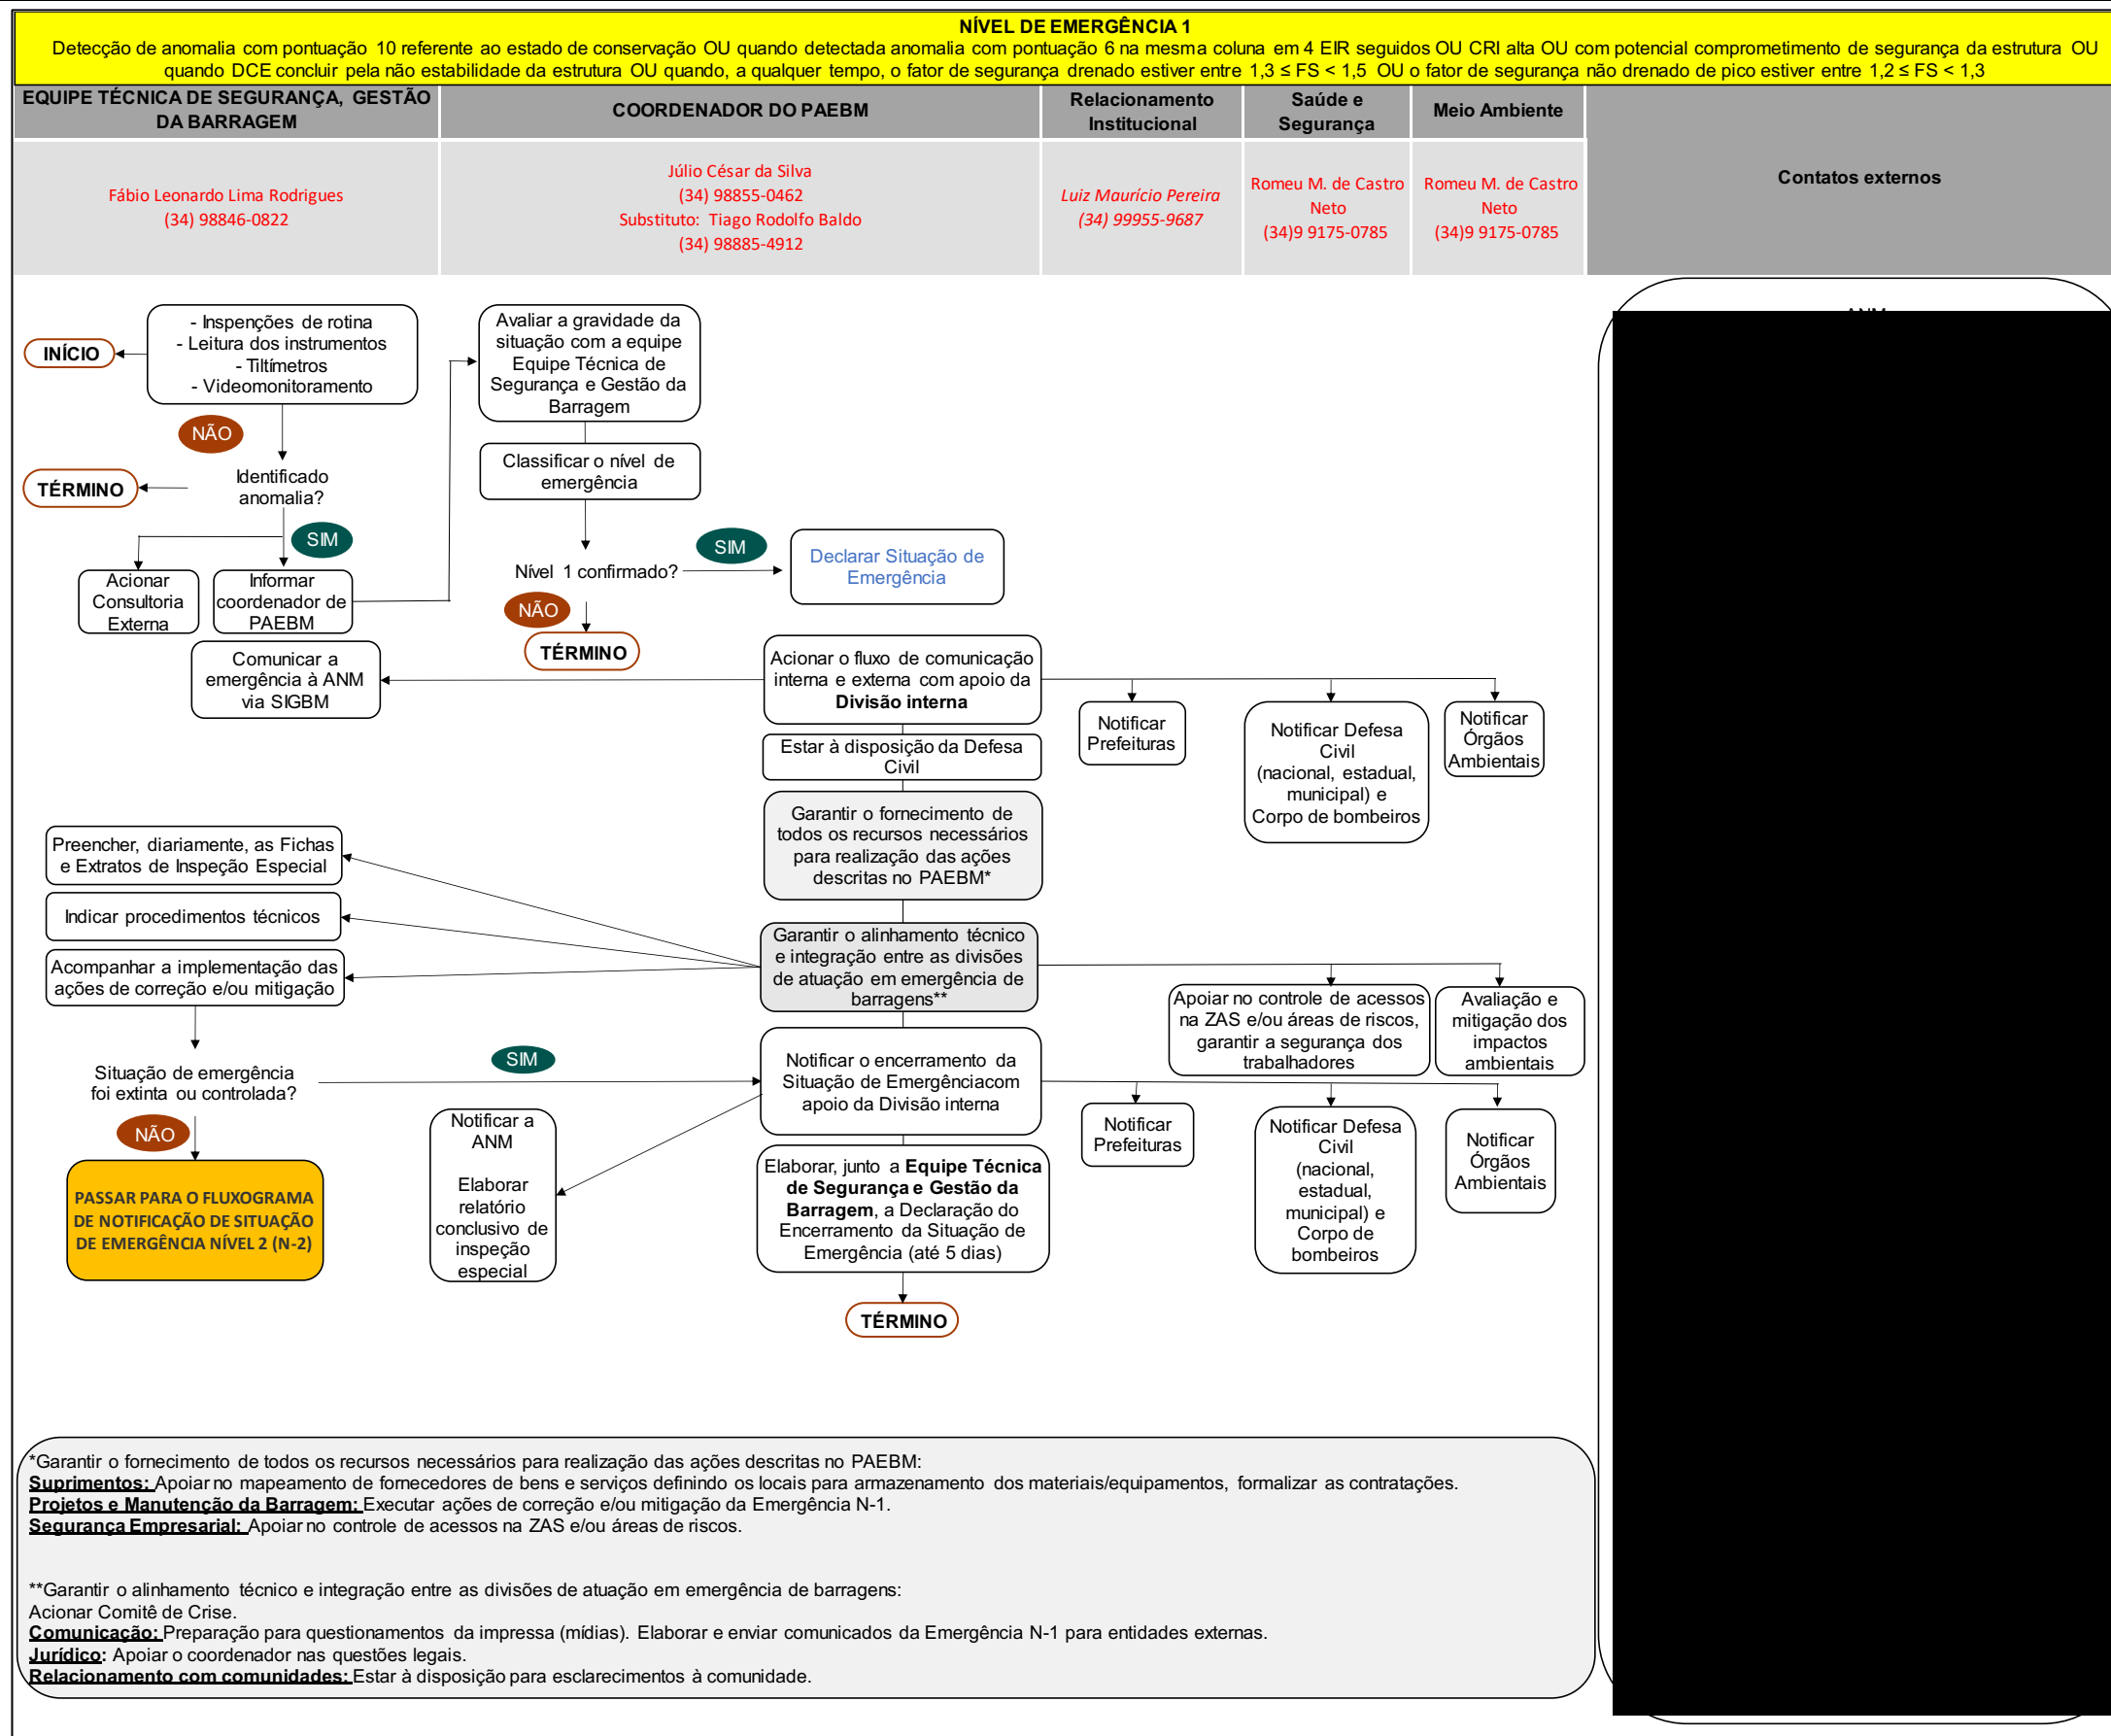 NÍVEL DE EMERGÊNCIA 1
Detecção de anomalia com pontuação 10 referente ao estado de conservação OU quando detectada anomalia com pontuação 6 na mesma coluna em 4 EIR seguidos OU CRI alta OU com potencial comprometimento de segurança da estrutura OU
quando DCE concluir pela não estabilidade da estrutura OU quando, a qualquer tempo, o fator de segurança drenado estiver entre 1,3 ≤ FS < 1,5 OU o fator de segurança não drenado de pico estiver entre 1,2 ≤ FS < 1,3
EQUIPE TÉCNICA DE SEGURANÇA, GESTÃO
DA BARRAGEM
COORDENADOR DO PAEBM
Relacionamento
Institucional
Saúde e
Segurança
Meio Ambiente
Contatos externos
Fábio Leonardo Lima Rodrigues
(34) 98846-0822
Júlio César da Silva
(34) 98855-0462
Substituto: Tiago Rodolfo Baldo
(34) 98885-4912
Luiz Maurício Pereira
(34) 99955-9687
Romeu M. de Castro
Neto
(34)9 9175-0785
Romeu M. de Castro
Neto
(34)9 9175-0785
INÍCIO
- Inspenções de rotina
- Leitura dos instrumentos
- Tiltímetros
- Videomonitoramento
NÃO
TÉRMINO
Identificado
anomalia?
SIM
Acionar
Consultoria
Externa
Informar
coordenador de
PAEBM
Avaliar a gravidade da
situação com a equipe
Equipe Técnica de
Segurança e Gestão da
Barragem
Classificar o nível de
emergência
Nível 1 confirmado?
SIM
Declarar Situação de
Emergência
NÃO
TÉRMINO
Comunicar a
emergência à ANM
via SIGBM
Acionar o fluxo de comunicação
interna e externa com apoio da
Divisão interna
Notificar
Prefeituras
Notificar Defesa
Civil
(nacional, estadual,
municipal) e
Corpo de bombeiros
Notificar
Órgãos
Ambientais
Estar à disposição da Defesa
Civil
Garantir o fornecimento de
todos os recursos necessários
para realização das ações
descritas no PAEBM*
Preencher, diariamente, as Fichas
e Extratos de Inspeção Especial
Indicar procedimentos técnicos
Acompanhar a implementação das
ações de correção e/ou mitigação
Garantir o alinhamento técnico
e integração entre as divisões
de atuação em emergência de
barragens**
Apoiar no controle de acessos
na ZAS e/ou áreas de riscos,
garantir a segurança dos
trabalhadores
Avaliação e
mitigação dos
impactos
ambientais
Situação de emergência
foi extinta ou controlada?
SIM
Notificar o encerramento da
Situação de Emergênciacom
apoio da Divisão interna
NÃO
PASSAR PARA O FLUXOGRAMA
DE NOTIFICAÇÃO DE SITUAÇÃO
DE EMERGÊNCIA NÍVEL 2 (N-2)
Notificar a
ANM
Elaborar
relatório
conclusivo de
inspeção
especial
Elaborar, junto a Equipe Técnica
de Segurança e Gestão da
Barragem, a Declaração do
Encerramento da Situação de
Emergência (até 5 dias)
Notificar
Prefeituras
Notificar Defesa
Civil
(nacional,
estadual,
municipal) e
Corpo de
bombeiros
Notificar
Órgãos
Ambientais
TÉRMINO
*Garantir o fornecimento de todos os recursos necessários para realização das ações descritas no PAEBM:
Suprimentos: Apoiar no mapeamento de fornecedores de bens e serviços definindo os locais para armazenamento dos materiais/equipamentos, formalizar as contratações.
Projetos e Manutenção da Barragem: Executar ações de correção e/ou mitigação da Emergência N-1.
Segurança Empresarial: Apoiar no controle de acessos na ZAS e/ou áreas de riscos.
**Garantir o alinhamento técnico e integração entre as divisões de atuação em emergência de barragens:
Acionar Comitê de Crise.
Comunicação: Preparação para questionamentos da impressa (mídias). Elaborar e enviar comunicados da Emergência N-1 para entidades externas.
Jurídico: Apoiar o coordenador nas questões legais.
Relacionamento com comunidades: Estar à disposição para esclarecimentos à comunidade.